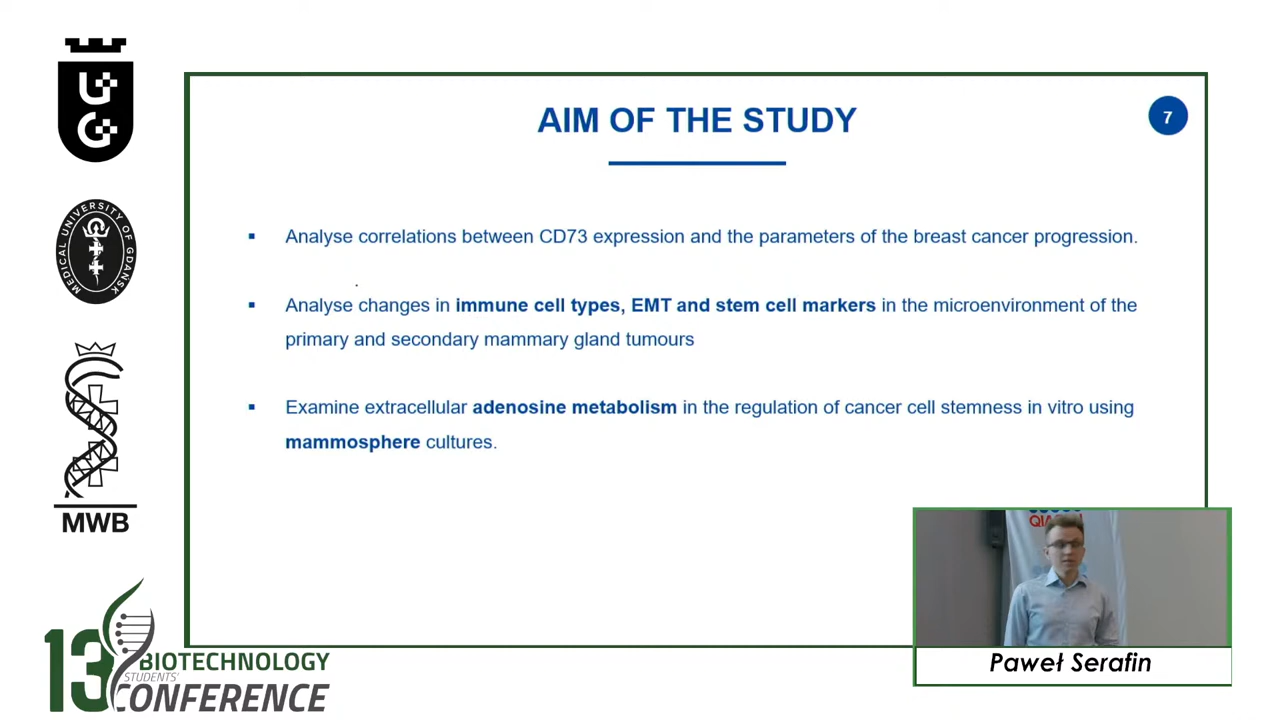 UG
MEDICAL UNIVERSITY OF GDAŃSK
MWB
13 BIOTECHNOLOGY
STUDENTS'
CONFERENCE
AIM OF THE STUDY
7
▪ Analyse correlations between CD73 expression and the parameters of the breast cancer progression.
▪ Analyse changes in immune cell types, EMT and stem cell markers in the microenvironment of the
primary and secondary mammary gland tumours
▪ Examine extracellular adenosine metabolism in the regulation of cancer cell stemness in vitro using
mammosphere cultures.
Paweł Serafin